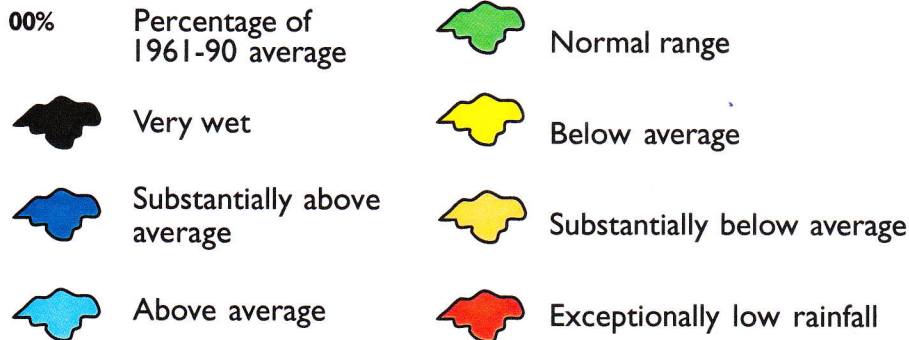 00%
Percentage of
1961-90 average
Very wet
Substantially above
average
Above average
Normal range
Below average
Substantially below average
Exceptionally low rainfall